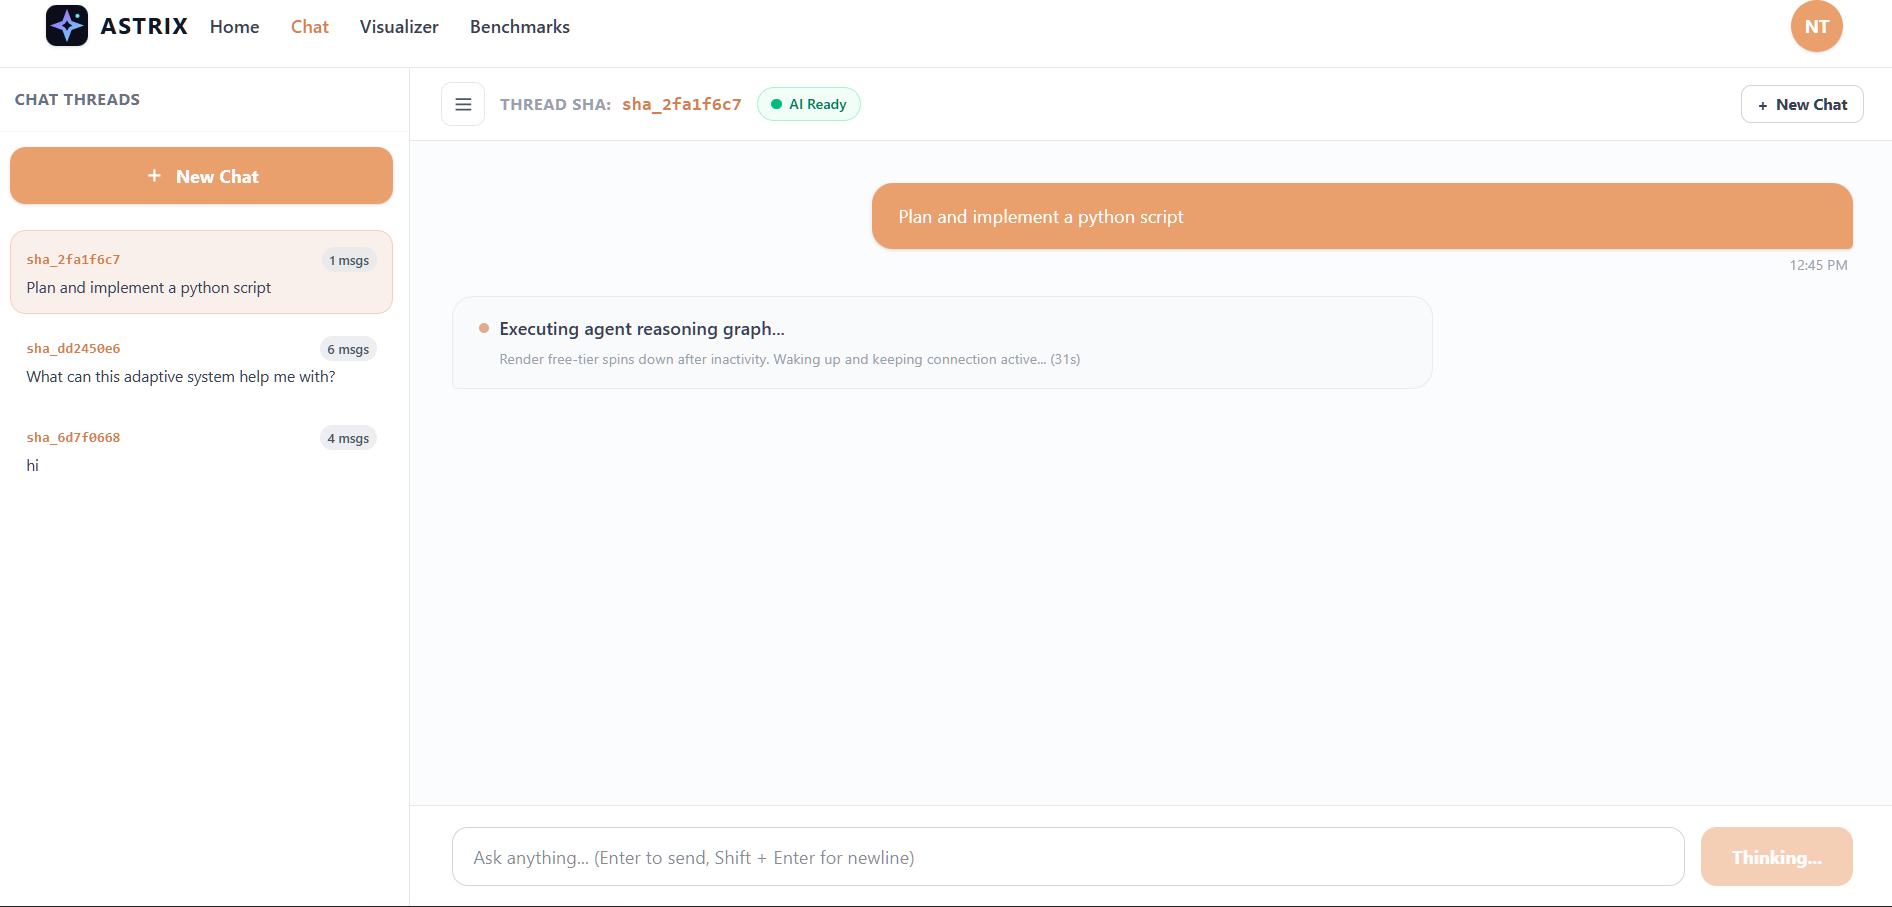 ASTRIX Home Chat Visualizer Benchmarks NT
CHAT THREADS
+ New Chat
sha_2fa1f6c7 1 msgs
Plan and implement a python script
sha_dd2450e6 6 msgs
What can this adaptive system help me with?
sha_6d7f0668 4 msgs
hi
THREAD SHA: sha_2fa1f6c7 AI Ready + New Chat
Plan and implement a python script
12:45 PM
Executing agent reasoning graph...
Render free-tier spins down after inactivity. Waking up and keeping connection active... (31s)
Ask anything... (Enter to send, Shift + Enter for newline) Thinking...